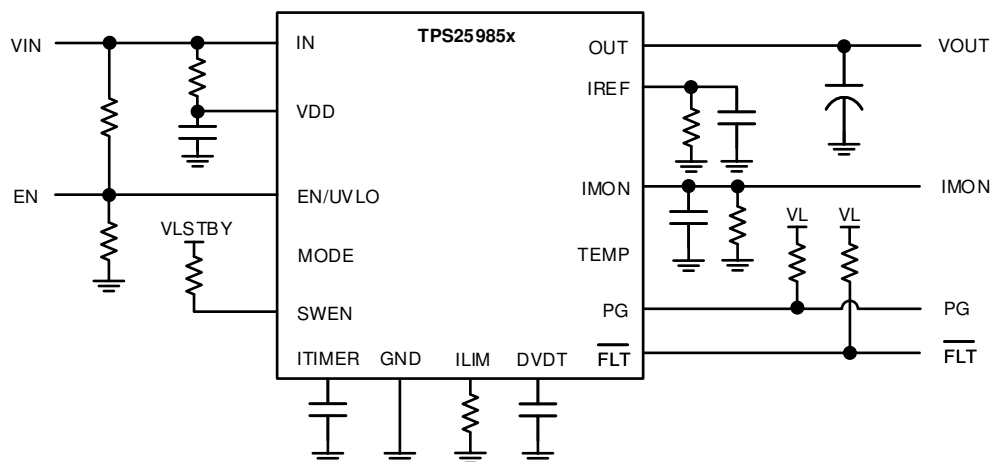 TPS25985x
VIN
IN
OUT
VOUT
IREF
VDD
EN
EN/UVLO
IMON
IMON
VLSTBY
VL
VL
MODE
TEMP
SWEN
PG
PG
ITIMER
GND
ILIM
DVDT
FLT
FLT